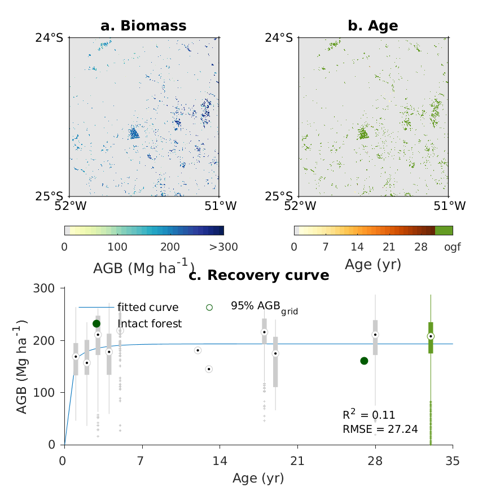 a. Biomass
b. Age
24°S
24°S
25°S
25°S
52°W
51°W
52°W
51°W
0
100
200
>300
0
7
14
21
28
ogf
AGB (Mg ha⁻¹)
Age (yr)
c. Recovery curve
300
200
100
0
AGB (Mg ha⁻¹)
fitted curve
95% AGB_grid
Intact forest
R² = 0.11
RMSE = 27.24
0
7
14
21
28
35
Age (yr)